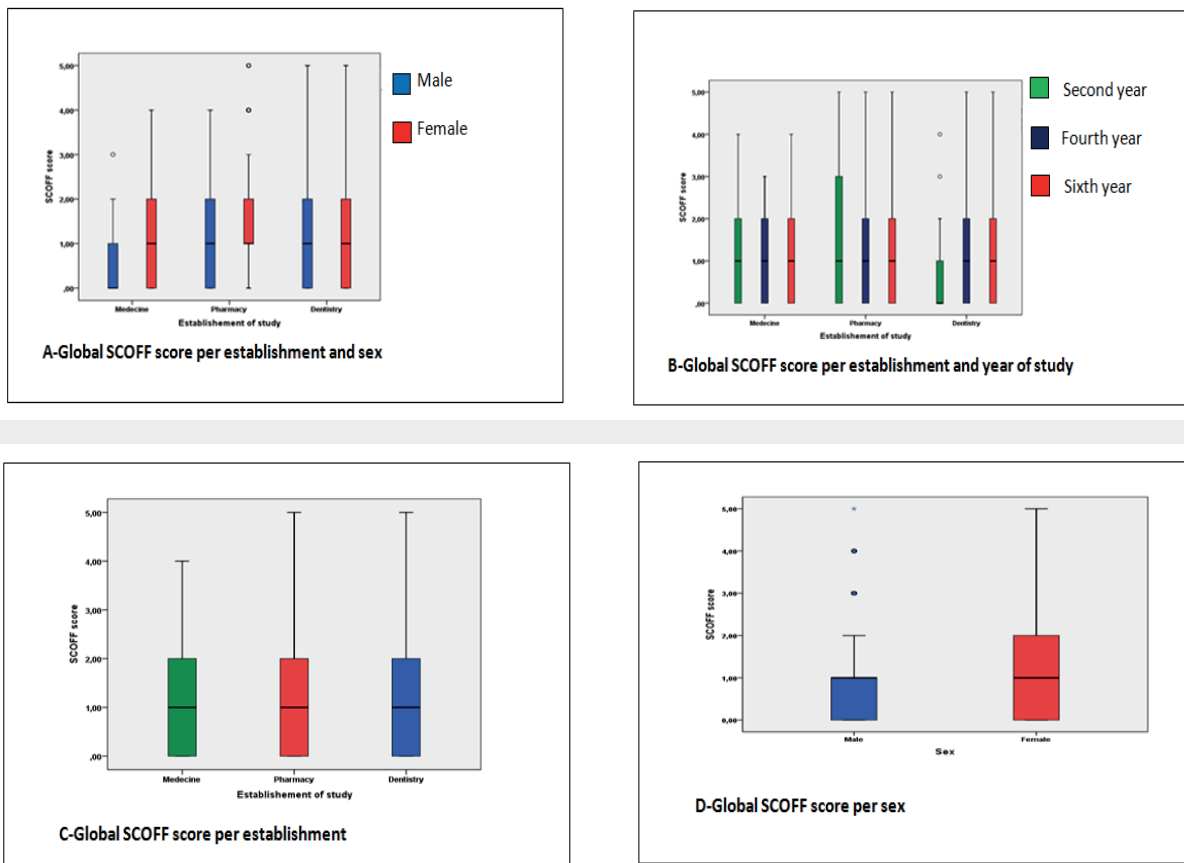 5,00
4,00
3,00
2,00
1,00
,00
SCOFF score
Medecine
Pharmacy
Dentistry
Establishement of study
Male
Female
A-Global SCOFF score per establishment and sex
5,00
4,00
3,00
2,00
1,00
,00
SCOFF score
Medecine
Pharmacy
Dentistry
Establishement of study
Second year
Fourth year
Sixth year
B-Global SCOFF score per establishment and year of study
5,00
4,00
3,00
2,00
1,00
,00
SCOFF score
Medecine
Pharmacy
Dentistry
Establishement of study
C-Global SCOFF score per establishment
5,00
4,00
3,00
2,00
1,00
0,00
SCOFF score
Male
Female
Sex
D-Global SCOFF score per sex